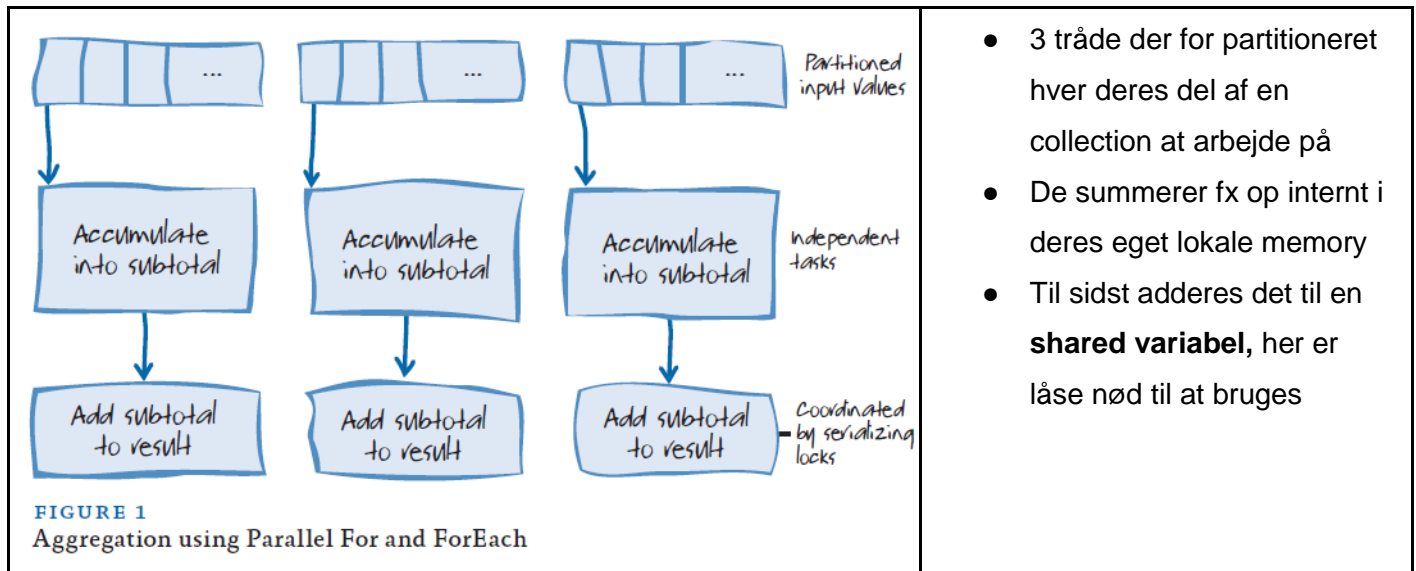 ...
...
...
Partitioned
input values
Accumulate
into subtotal
Accumulate
into subtotal
Accumulate
into subtotal
Independent
tasks
Add subtotal
to result
Add subtotal
to result
Add subtotal
to result
Coordinated
by serializing
locks
FIGURE 1
Aggregation using Parallel For and ForEach
● 3 tråde der for partitioneret
hver deres del af en
collection at arbejde på
● De summerer fx op internt i
deres eget lokale memory
● Til sidst adderes det til en
shared variabel, her er
låse nød til at bruges